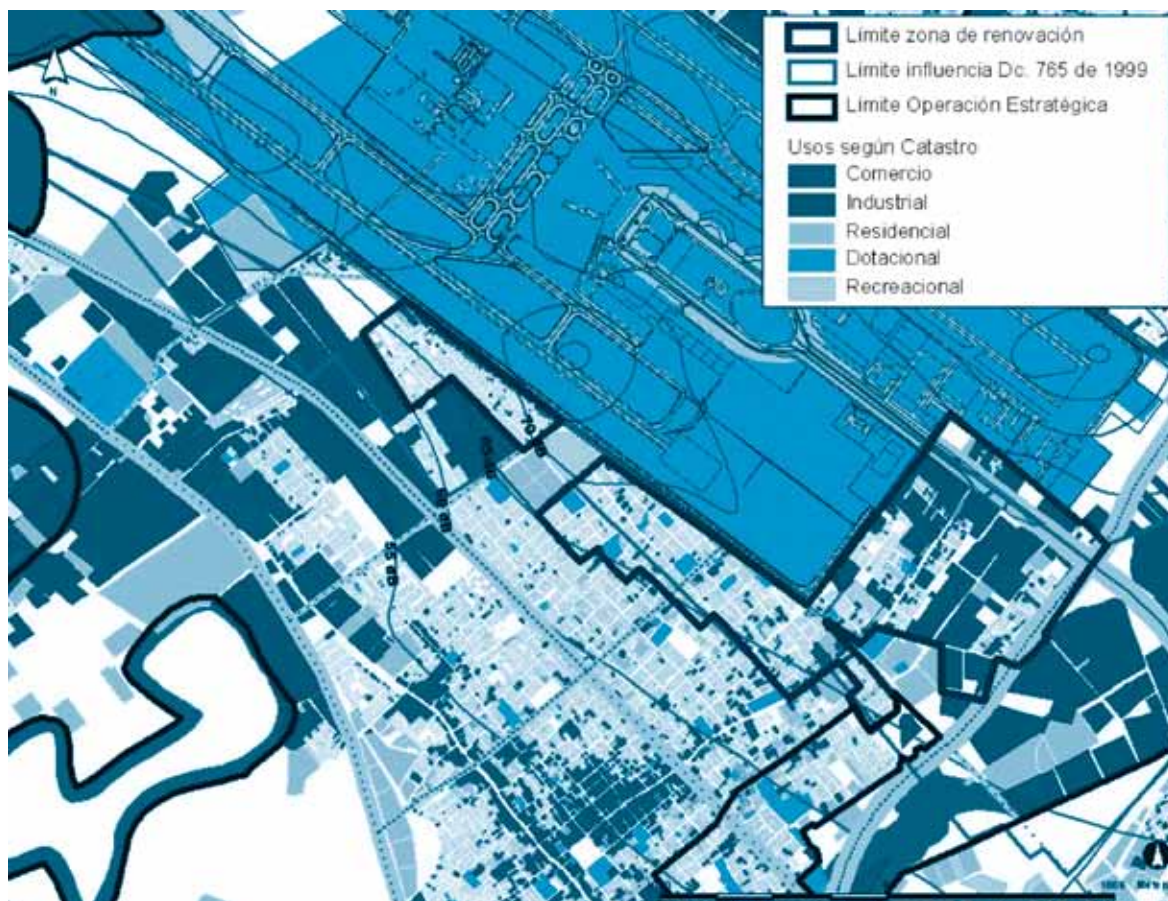 Límite zona de renovación
Límite influencia Dc. 765 de 1999
Límite Operación Estratégica
Usos según Catastro
Comercio
Industrial
Residencial
Dotacional
Recreacional
N